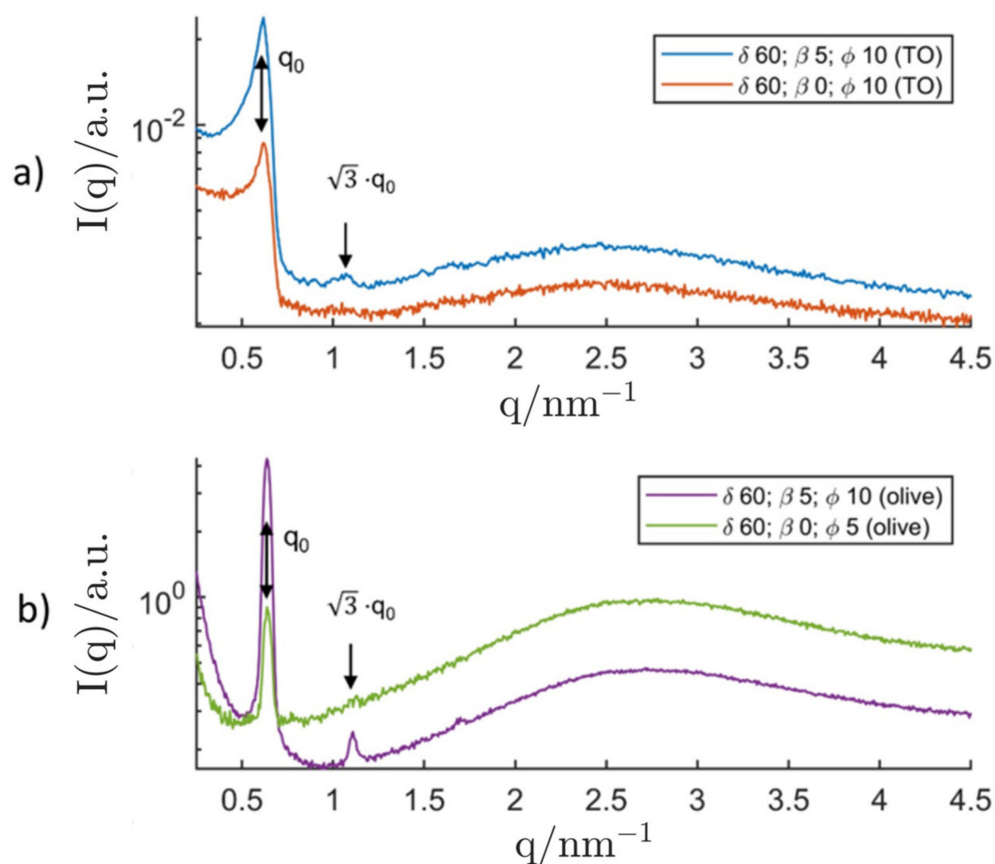 a)
I(q)/a.u.
10⁻²
q₀
√3 ·q₀
δ 60; β 5; ϕ 10 (TO)
δ 60; β 0; ϕ 10 (TO)
0.5 1 1.5 2 2.5 3 3.5 4 4.5
q/nm⁻¹
b)
I(q)/a.u.
10⁰
q₀
√3 ·q₀
δ 60; β 5; ϕ 10 (olive)
δ 60; β 0; ϕ 5 (olive)
0.5 1 1.5 2 2.5 3 3.5 4 4.5
q/nm⁻¹